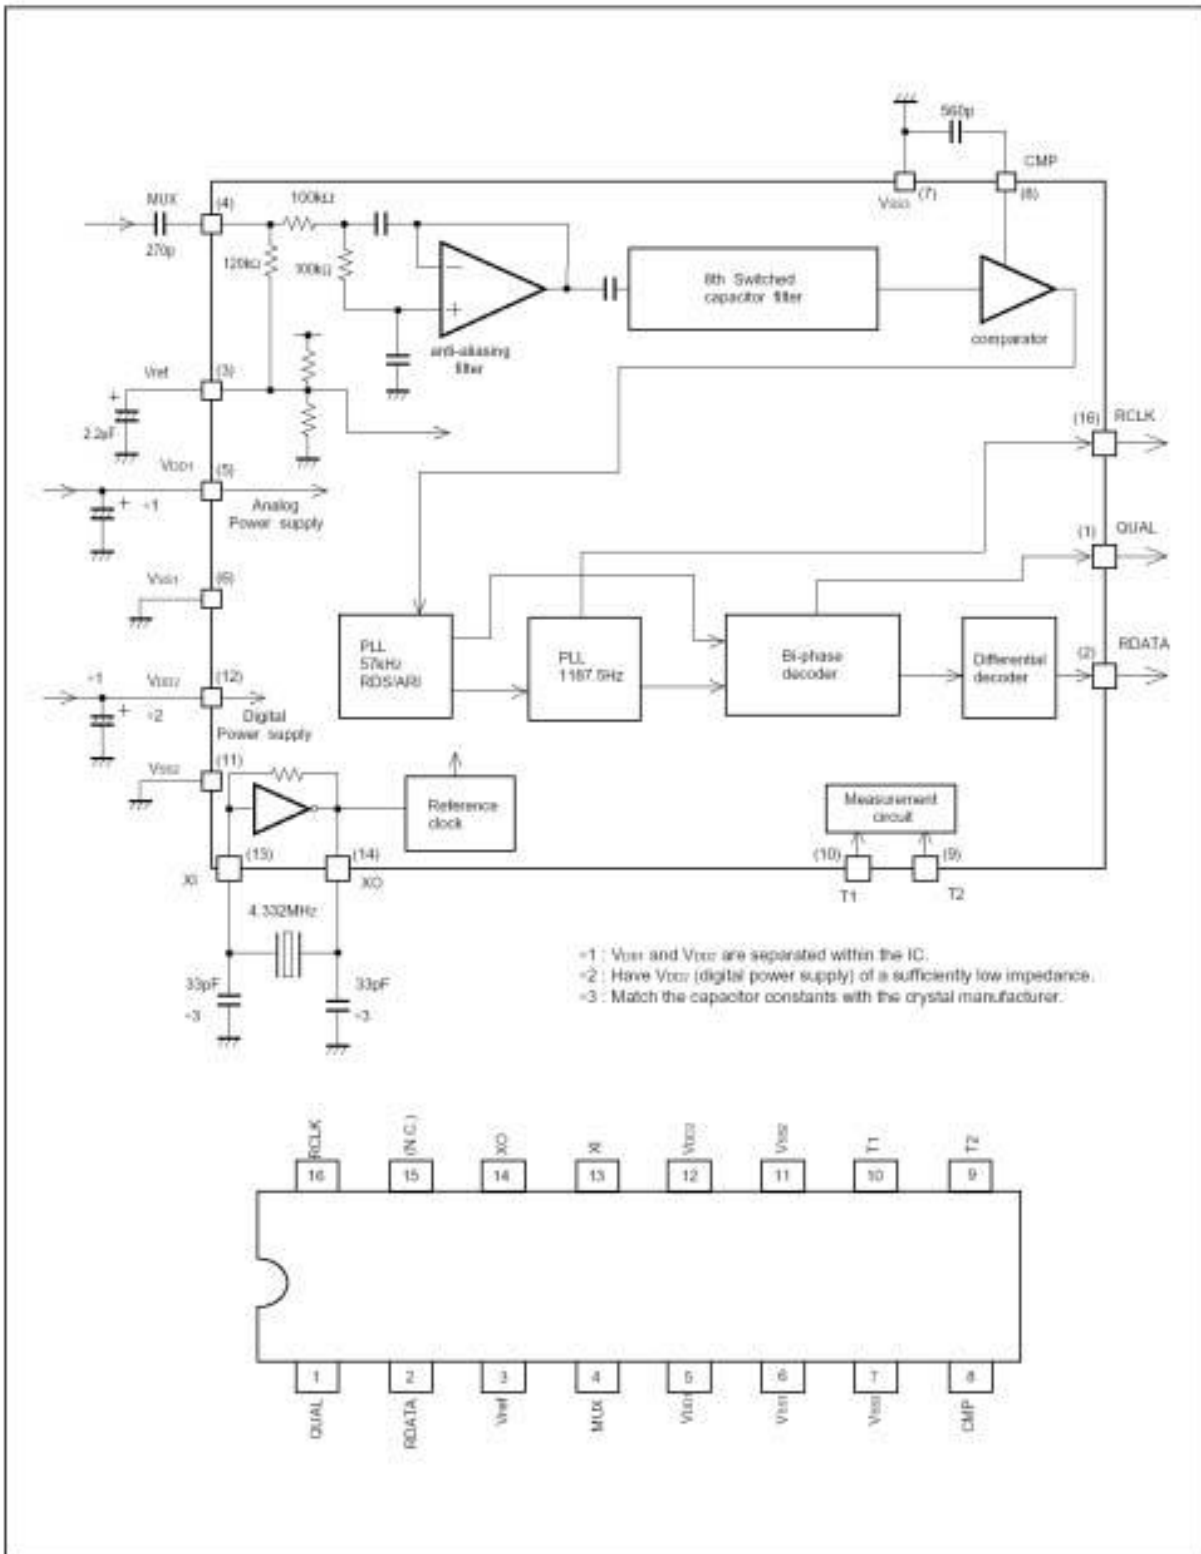 560p
CMP
VSS3
(7)
(8)
MUX
(4)
100kΩ
270p
120kΩ
100kΩ
8th Switched
capacitor filter
comparator
anti-aliasing
filter
Vref
(3)
2.2μF
(16)
RCLK
VDD1
(5)
*1
Analog
Power supply
(1)
QUAL
VSS1
(6)
PLL
57kHz
RDS/ARI
PLL
1187.5Hz
Bi-phase
decoder
Differential
decoder
(2)
RDATA
*1
VDD2
(12)
*2
Digital
Power supply
VSS2
(11)
Reference
clock
Measurement
circuit
(13)
(14)
(10)
(9)
XI
XO
T1
T2
4.332MHz
33pF
*3
33pF
*3
*1 : VDD1 and VDD2 are separated within the IC.
*2 : Have VDD2 (digital power supply) of a sufficiently low impedance.
*3 : Match the capacitor constants with the crystal manufacturer.
RCLK
(N.C.)
XO
XI
VDD2
VSS2
T1
T2
16
15
14
13
12
11
10
9
1
2
3
4
5
6
7
8
QUAL
RDATA
Vref
MUX
VDD1
VSS1
VSS3
CMP